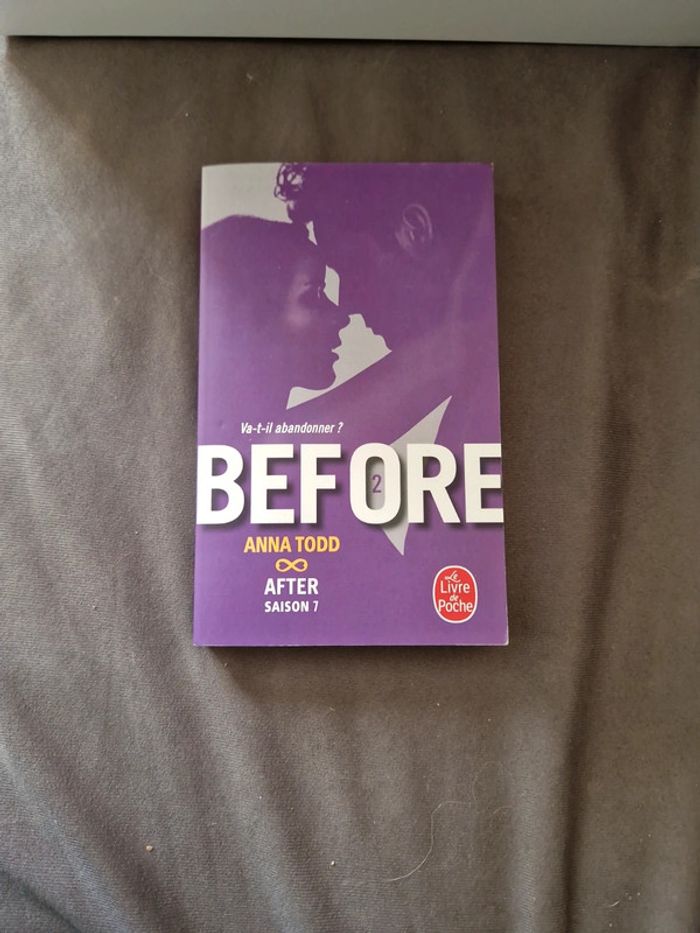 Va-t-il abandonner ?
BEFORE
2
ANNA TODD
AFTER
SAISON 7
Le
Livre
de
Poche